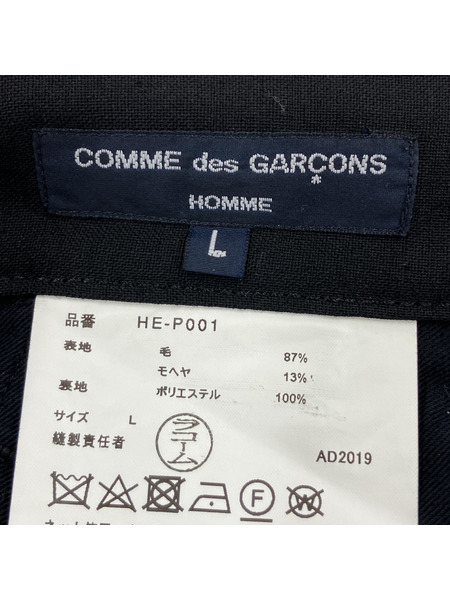 COMME des GARÇONS
*
HOMME
L
品番 HE-P001
表地 毛 87%
モヘヤ 13%
裏地 ポリエステル 100%
サイズ L
縫製責任者 ラコーム AD2019
F W